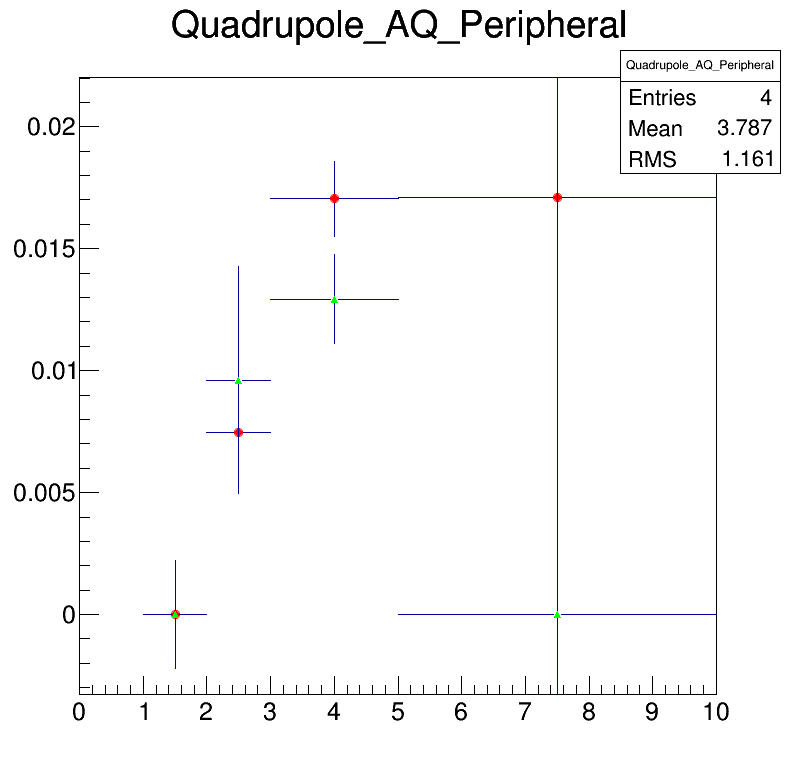 Quadrupole_AQ_Peripheral
Quadrupole_AQ_Peripheral
Entries 4
Mean 3.787
RMS 1.161
0.02
0.015
0.01
0.005
0
0 1 2 3 4 5 6 7 8 9 10